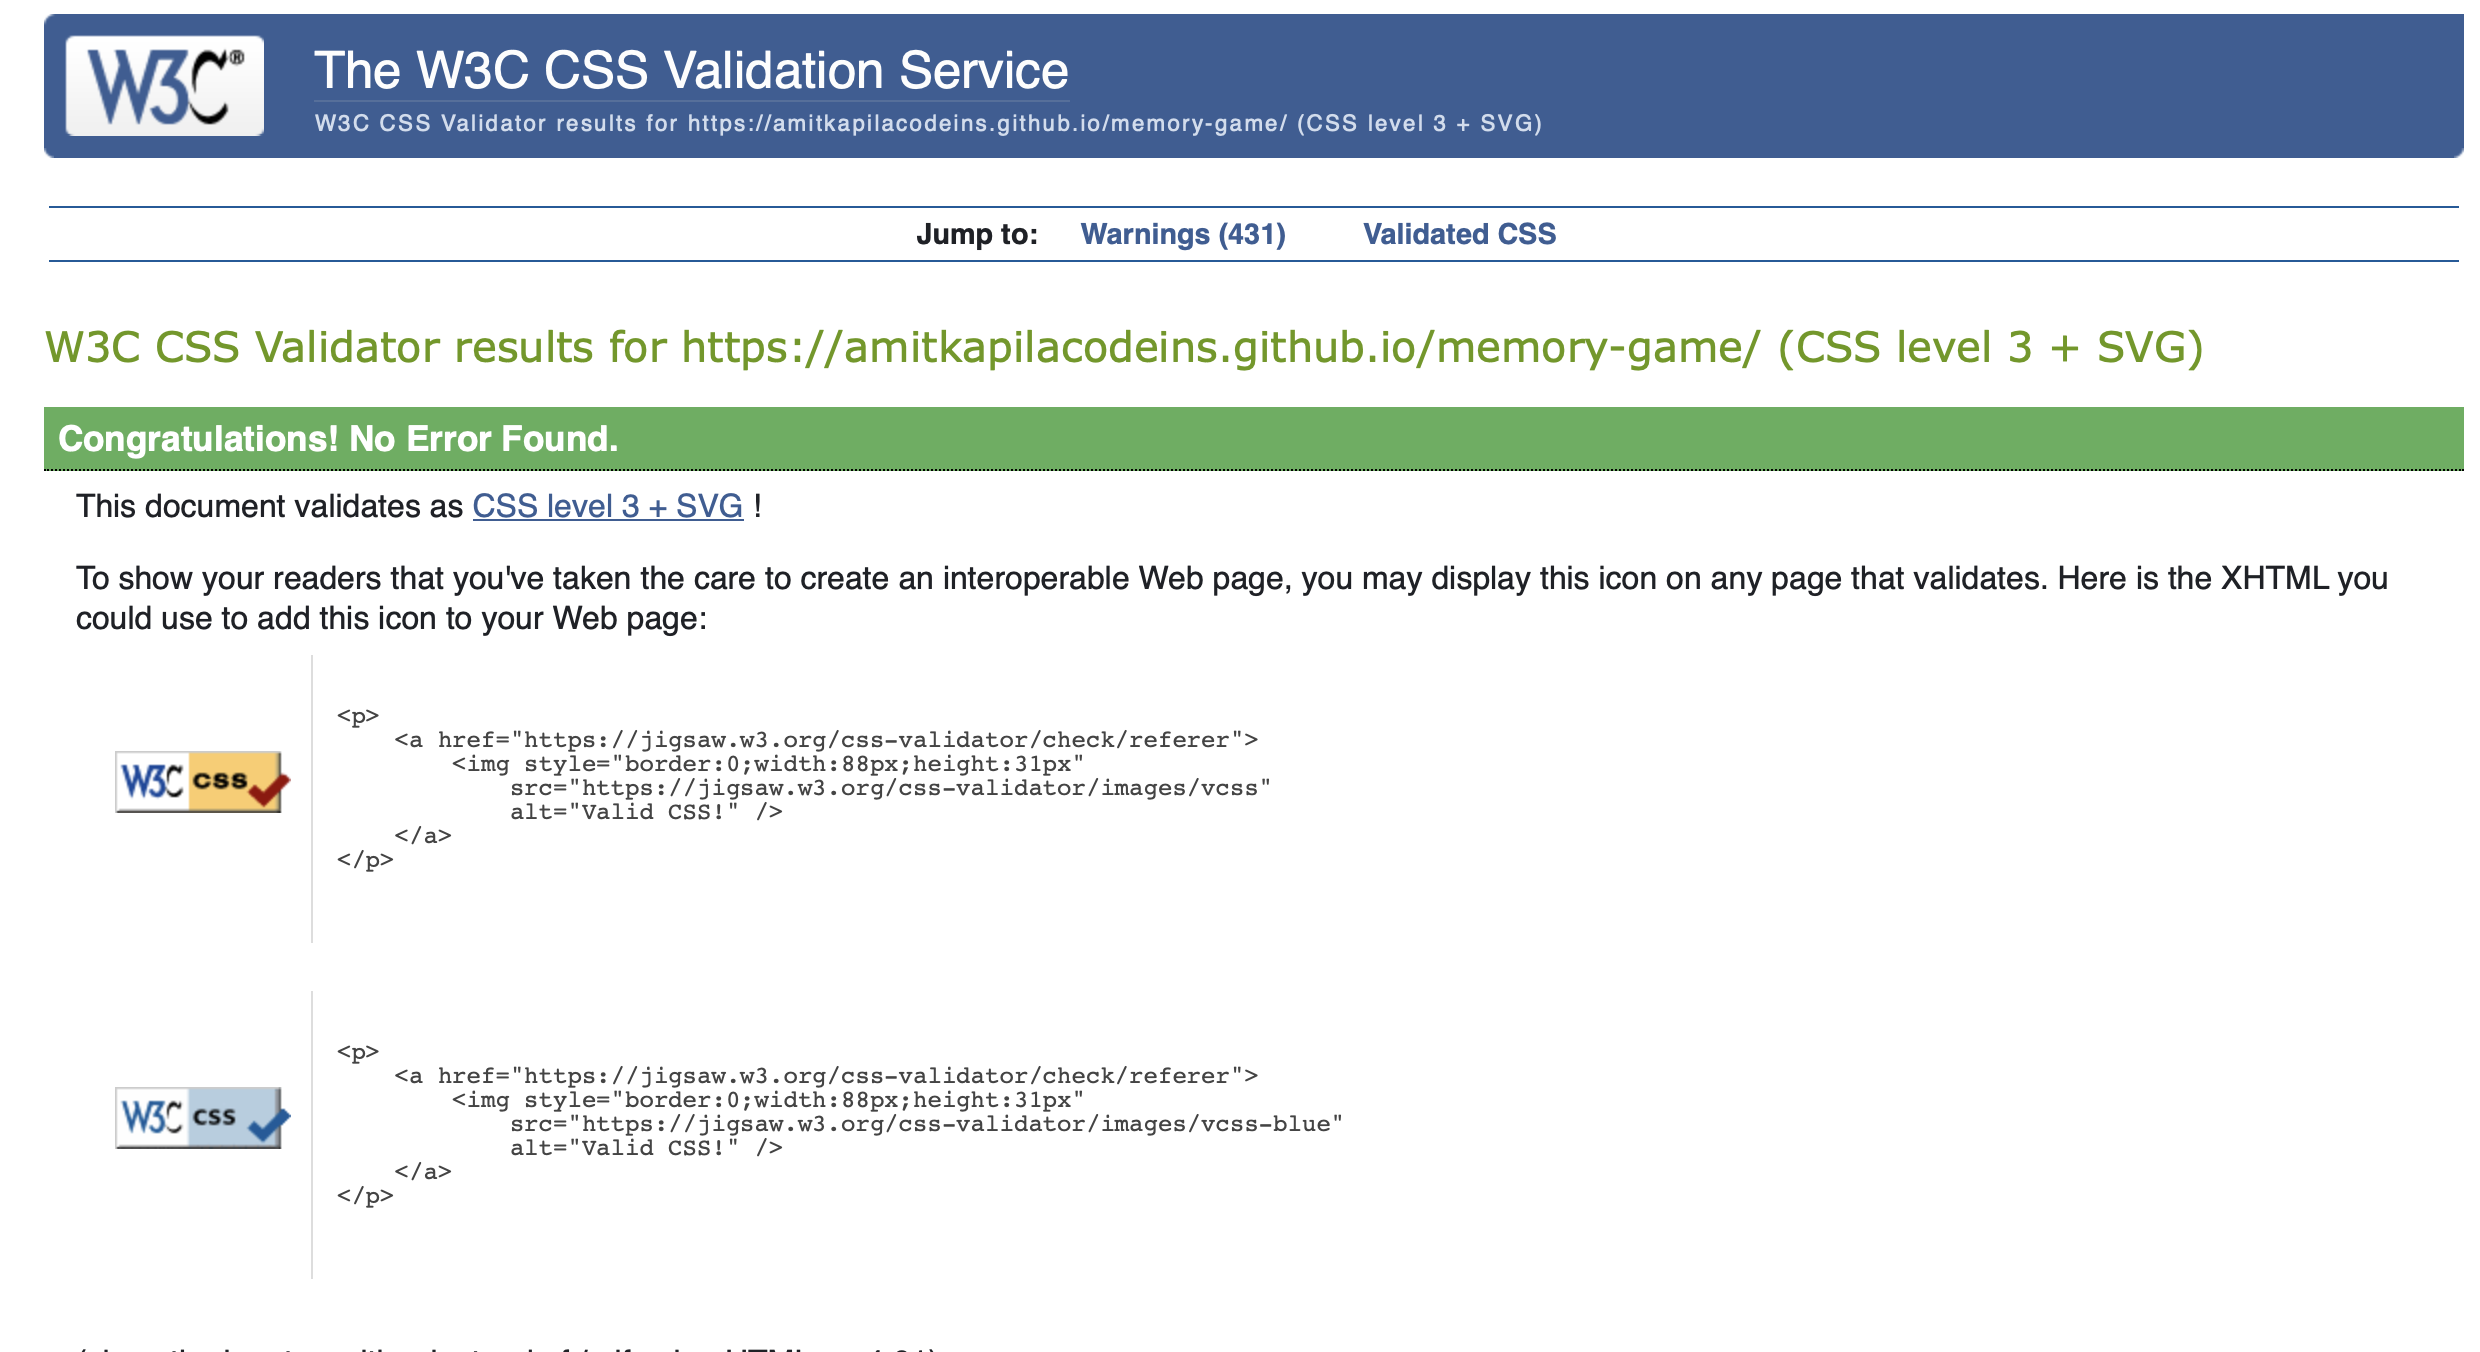 W3C®
The W3C CSS Validation Service
W3C CSS Validator results for https://amitkapilacodeins.github.io/memory-game/ (CSS level 3 + SVG)
Jump to: Warnings (431) Validated CSS
W3C CSS Validator results for https://amitkapilacodeins.github.io/memory-game/ (CSS level 3 + SVG)
Congratulations! No Error Found.
This document validates as CSS level 3 + SVG !
To show your readers that you've taken the care to create an interoperable Web page, you may display this icon on any page that validates. Here is the XHTML you
could use to add this icon to your Web page:
W3C css
<p>
    <a href="https://jigsaw.w3.org/css-validator/check/referer">
        <img style="border:0;width:88px;height:31px"
            src="https://jigsaw.w3.org/css-validator/images/vcss"
            alt="Valid CSS!" />
    </a>
</p>
W3C css
<p>
    <a href="https://jigsaw.w3.org/css-validator/check/referer">
        <img style="border:0;width:88px;height:31px"
            src="https://jigsaw.w3.org/css-validator/images/vcss-blue"
            alt="Valid CSS!" />
    </a>
</p>